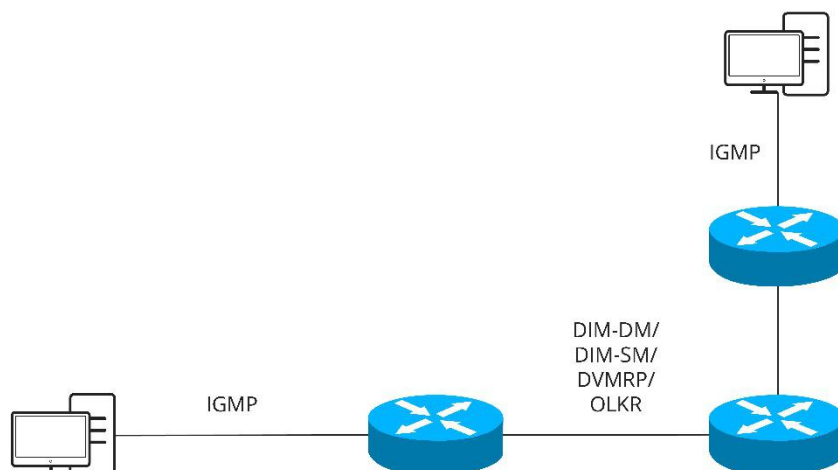 IGMP
DIM-DM/
DIM-SM/
DVMRP/
OLKR
IGMP